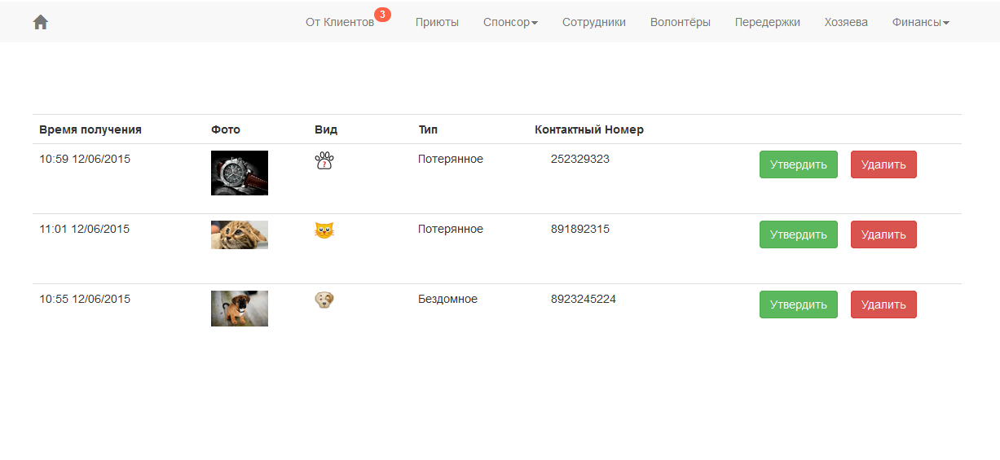 От Клиентов 3 Приюты Спонсор Сотрудники Волонтёры Передержки Хозяева Финансы
Время получения Фото Вид Тип Контактный Номер
10:59 12/06/2015 ? Потерянное 252329323 Утвердить Удалить
11:01 12/06/2015 Потерянное 891892315 Утвердить Удалить
10:55 12/06/2015 Бездомное 8923245224 Утвердить Удалить